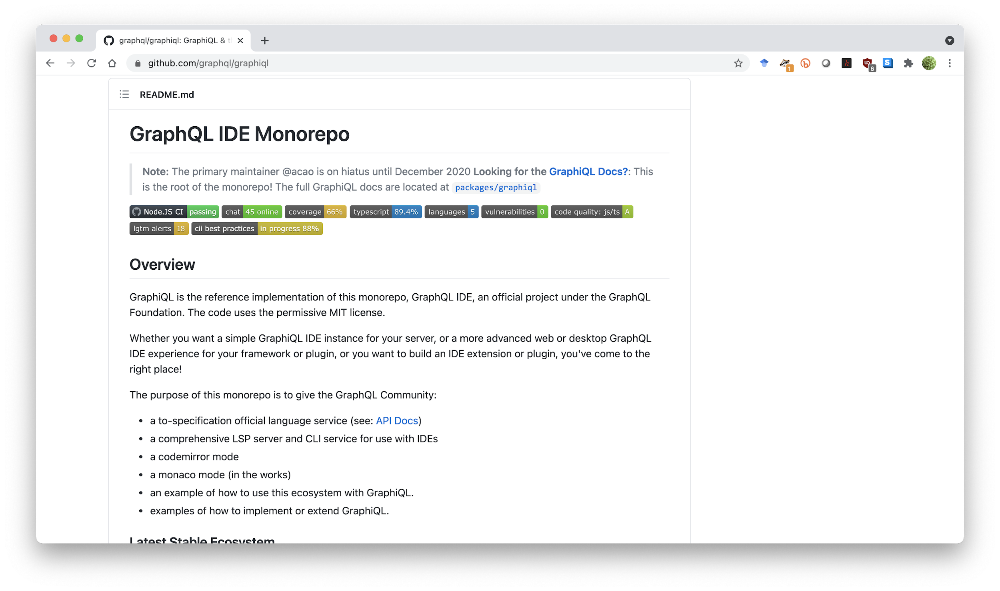 graphql/graphiql: GraphiQL & t
github.com/graphql/graphiql
1
6
README.md
GraphQL IDE Monorepo
Note: The primary maintainer @acao is on hiatus until December 2020 Looking for the GraphiQL Docs?: This
is the root of the monorepo! The full GraphiQL docs are located at packages/graphiql
Node.JS CI passing chat 45 online coverage 66% typescript 89.4% languages 5 vulnerabilities 0 code quality: js/ts A
lgtm alerts 18 cii best practices in progress 88%
Overview
GraphiQL is the reference implementation of this monorepo, GraphQL IDE, an official project under the GraphQL
Foundation. The code uses the permissive MIT license.
Whether you want a simple GraphiQL IDE instance for your server, or a more advanced web or desktop GraphQL
IDE experience for your framework or plugin, or you want to build an IDE extension or plugin, you've come to the
right place!
The purpose of this monorepo is to give the GraphQL Community:
• a to-specification official language service (see: API Docs)
• a comprehensive LSP server and CLI service for use with IDEs
• a codemirror mode
• a monaco mode (in the works)
• an example of how to use this ecosystem with GraphiQL.
• examples of how to implement or extend GraphiQL.
Latest Stable Ecosystem